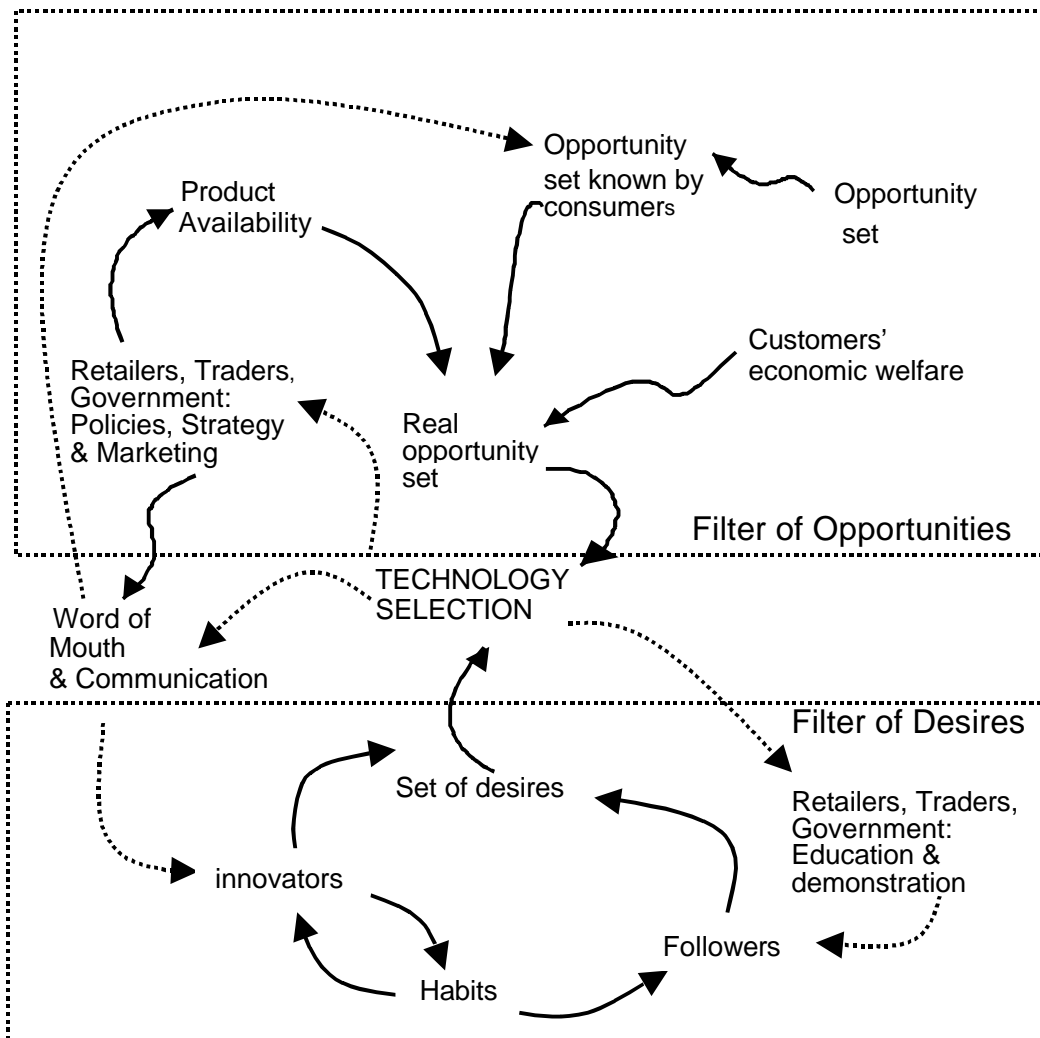 Opportunity
set known by
consumers
Product
Availability
Opportunity
set
Customers’
economic welfare
Retailers, Traders,
Government:
Policies, Strategy
& Marketing
Real
opportunity
set
Filter of Opportunities
TECHNOLOGY
SELECTION
Word of
Mouth
& Communication
Filter of Desires
Set of desires
Retailers, Traders,
Government:
Education &
demonstration
innovators
Followers
Habits